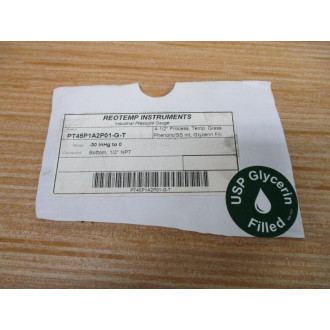 REOTEMP INSTRUMENTS
Industrial Pressure Gauge
PT45P1A2P01-G-T
4-1/2" Process, Temp. Glass
Phenolic/SS Int, Glycerin Fill
-30 inHg to 0
Bottom, 1/2" NPT
PT45P1A2P01-G-T
USP Glycerin
Filled